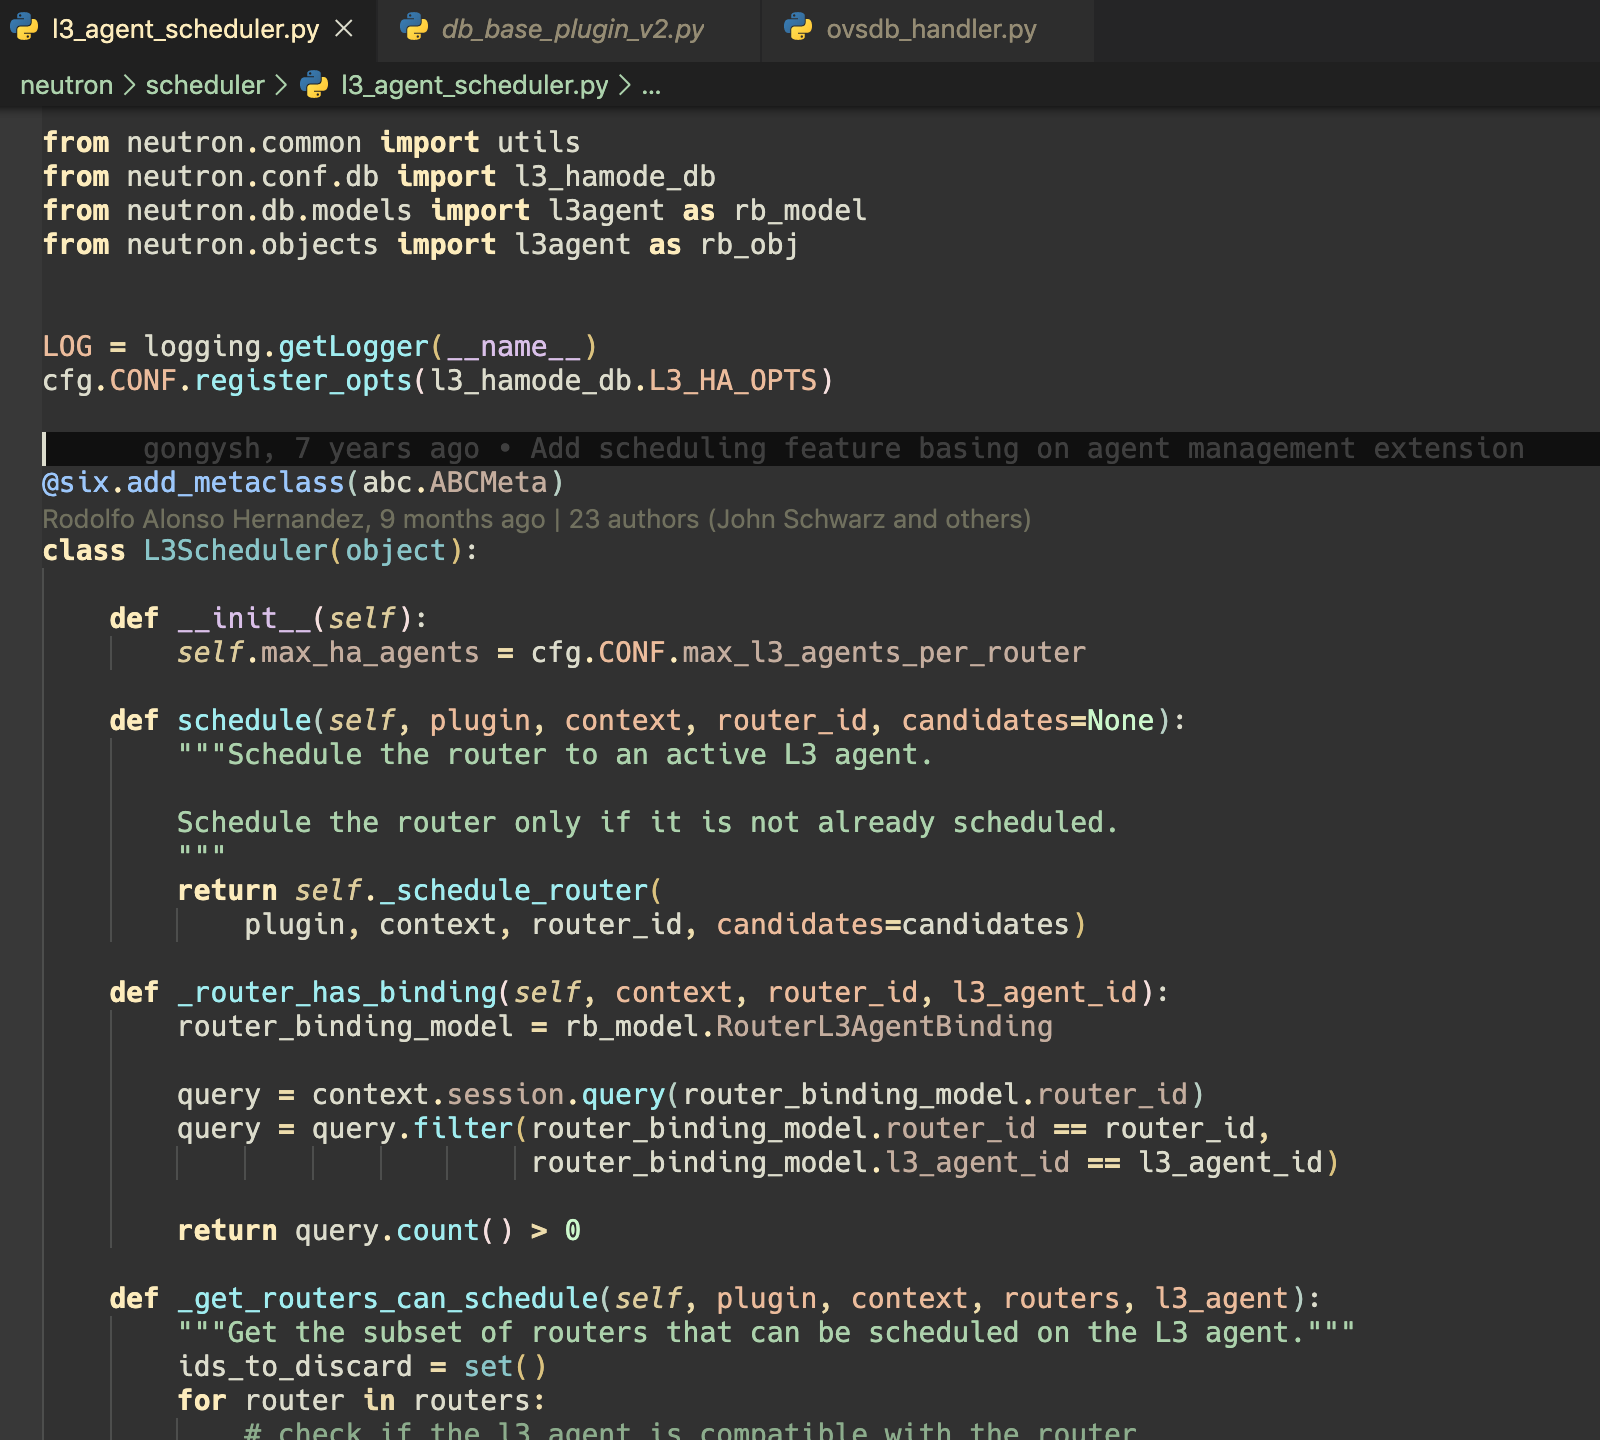 l3_agent_scheduler.py
db_base_plugin_v2.py
ovsdb_handler.py
neutron > scheduler > l3_agent_scheduler.py > ...
from neutron.common import utils
from neutron.conf.db import l3_hamode_db
from neutron.db.models import l3agent as rb_model
from neutron.objects import l3agent as rb_obj
LOG = logging.getLogger(__name__)
cfg.CONF.register_opts(l3_hamode_db.L3_HA_OPTS)
gongysh, 7 years ago • Add scheduling feature basing on agent management extension
@six.add_metaclass(abc.ABCMeta)
Rodolfo Alonso Hernandez, 9 months ago | 23 authors (John Schwarz and others)
class L3Scheduler(object):
    def __init__(self):
        self.max_ha_agents = cfg.CONF.max_l3_agents_per_router
    def schedule(self, plugin, context, router_id, candidates=None):
        """Schedule the router to an active L3 agent.
        Schedule the router only if it is not already scheduled.
        """
        return self._schedule_router(
            plugin, context, router_id, candidates=candidates)
    def _router_has_binding(self, context, router_id, l3_agent_id):
        router_binding_model = rb_model.RouterL3AgentBinding
        query = context.session.query(router_binding_model.router_id)
        query = query.filter(router_binding_model.router_id == router_id,
                             router_binding_model.l3_agent_id == l3_agent_id)
        return query.count() > 0
    def _get_routers_can_schedule(self, plugin, context, routers, l3_agent):
        """Get the subset of routers that can be scheduled on the L3 agent."""
        ids_to_discard = set()
        for router in routers:
            # check if the l3 agent is compatible with the router